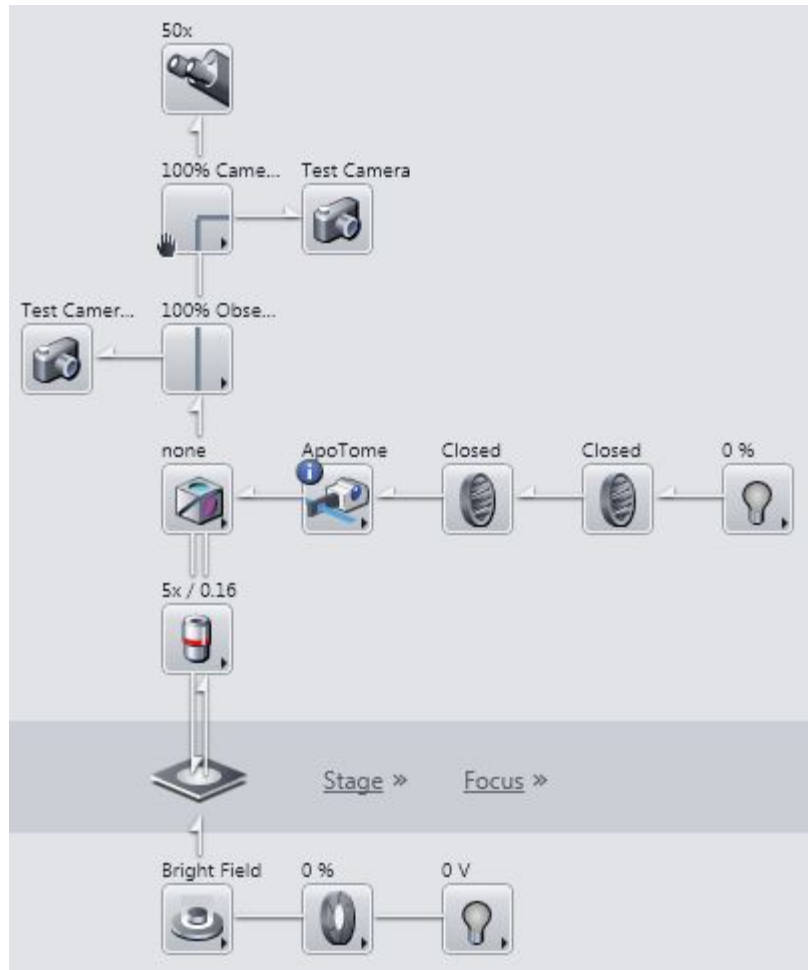 50x
100% Came... Test Camera
Test Camer... 100% Obse...
none ApoTome Closed Closed 0 %
i
5x / 0.16
Stage » Focus »
Bright Field 0 % 0 V